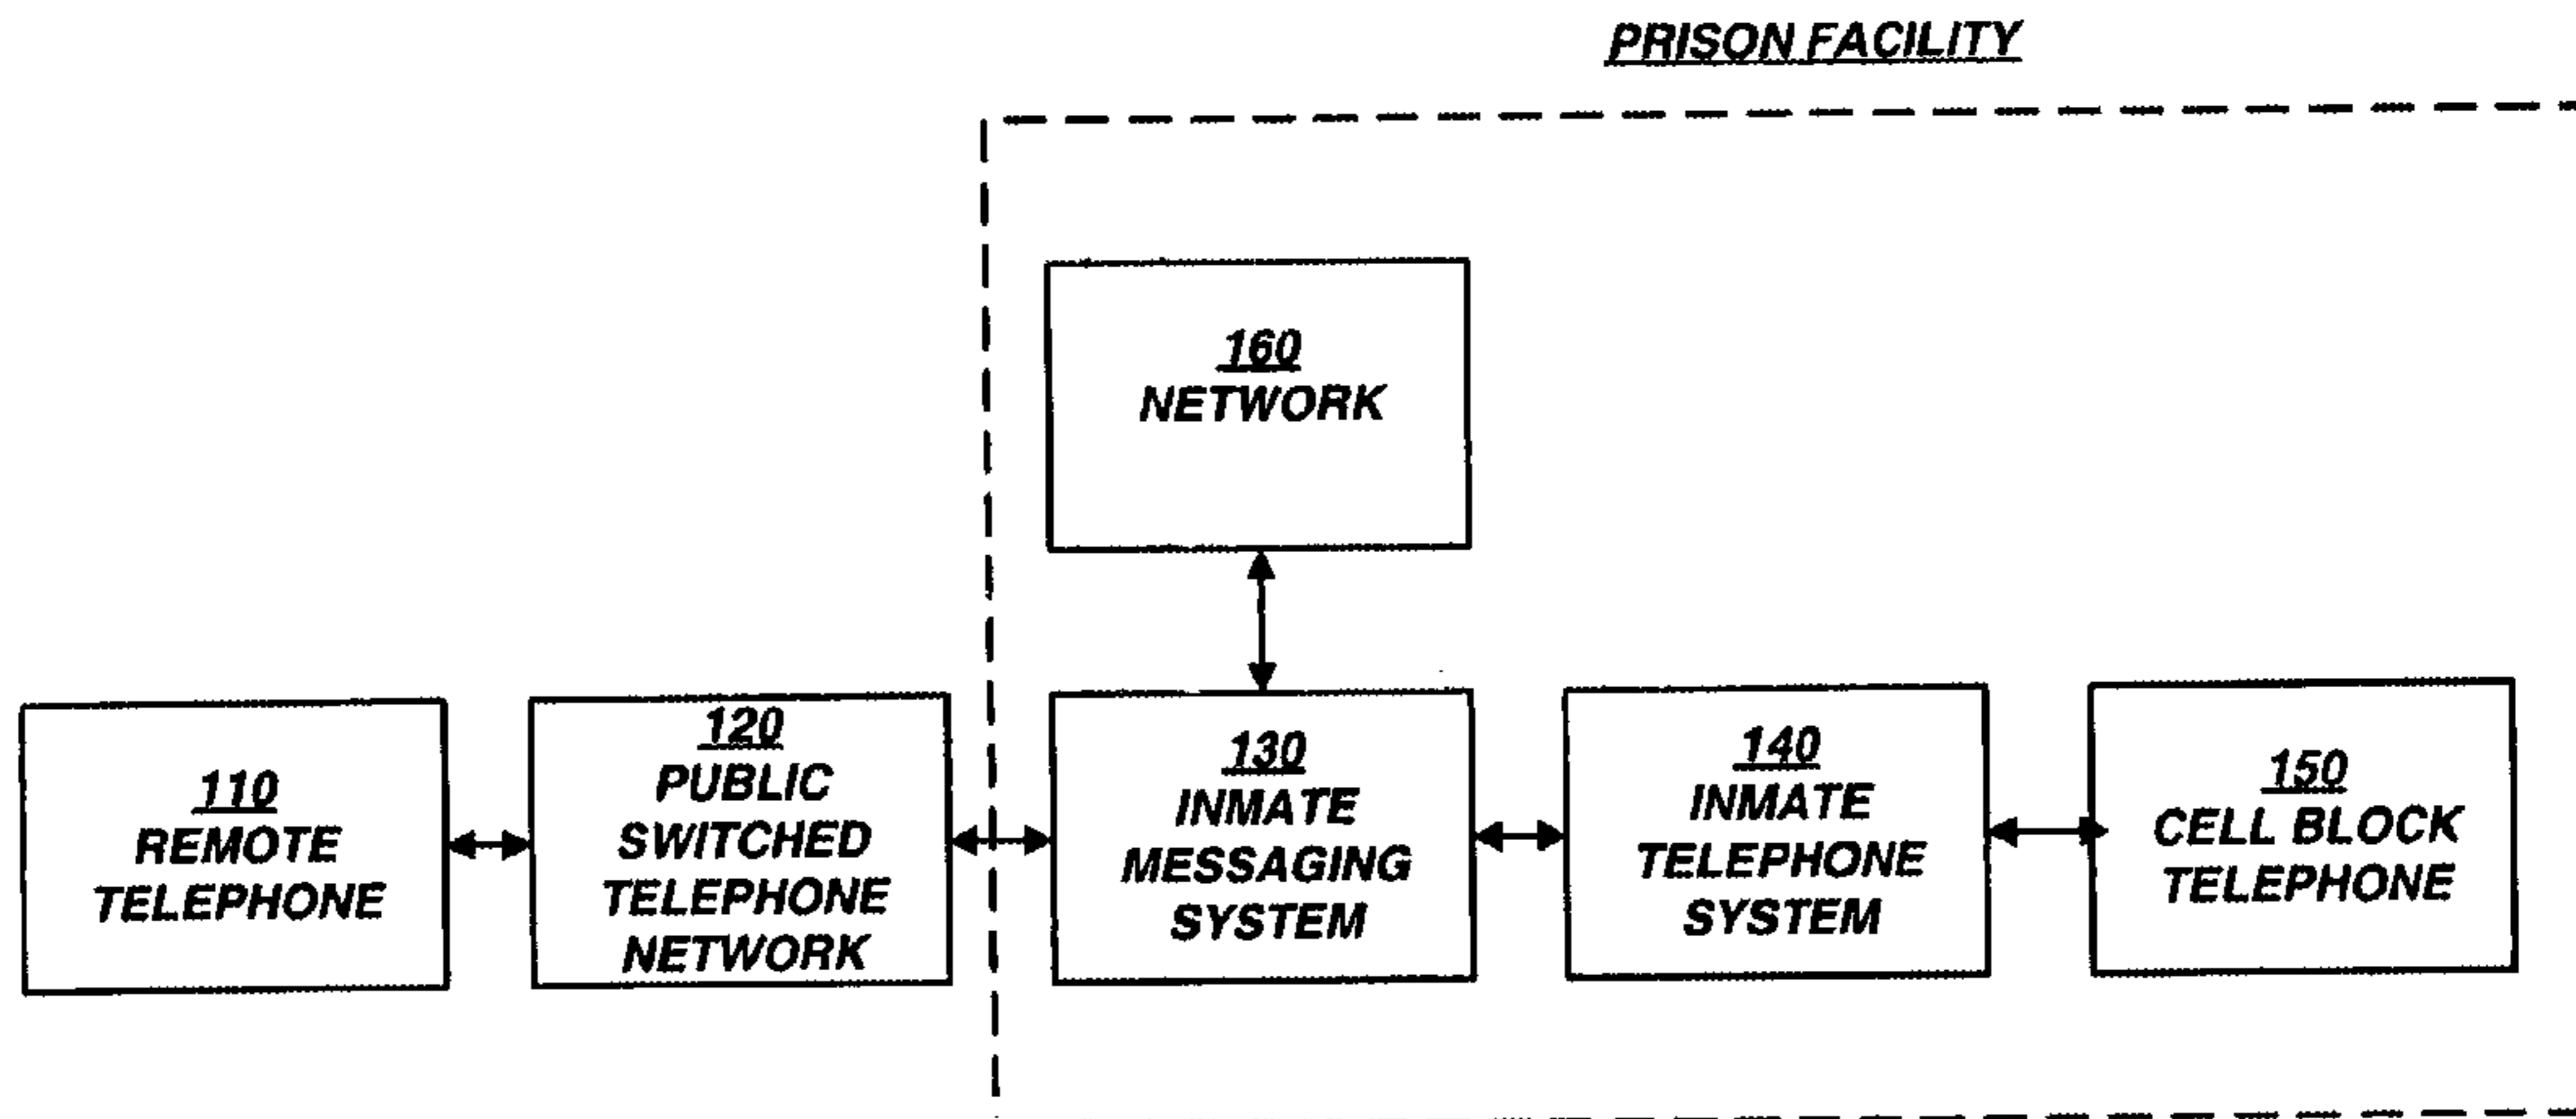 PRISON FACILITY
160
NETWORK
110
REMOTE
TELEPHONE
120
PUBLIC
SWITCHED
TELEPHONE
NETWORK
130
INMATE
MESSAGING
SYSTEM
140
INMATE
TELEPHONE
SYSTEM
150
CELL BLOCK
TELEPHONE